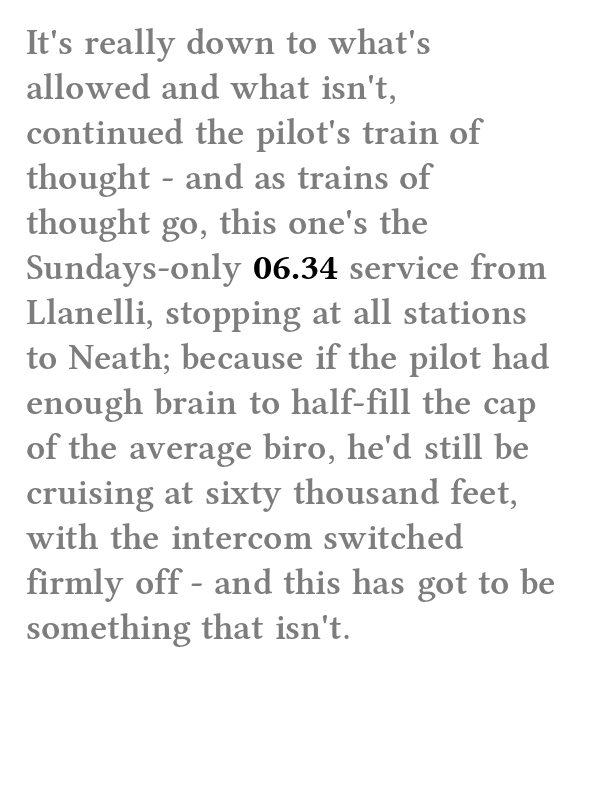 It's really down to what's
allowed and what isn't,
continued the pilot's train of
thought - and as trains of
thought go, this one's the
Sundays-only 06.34 service from
Llanelli, stopping at all stations
to Neath; because if the pilot had
enough brain to half-fill the cap
of the average biro, he'd still be
cruising at sixty thousand feet,
with the intercom switched
firmly off - and this has got to be
something that isn't.